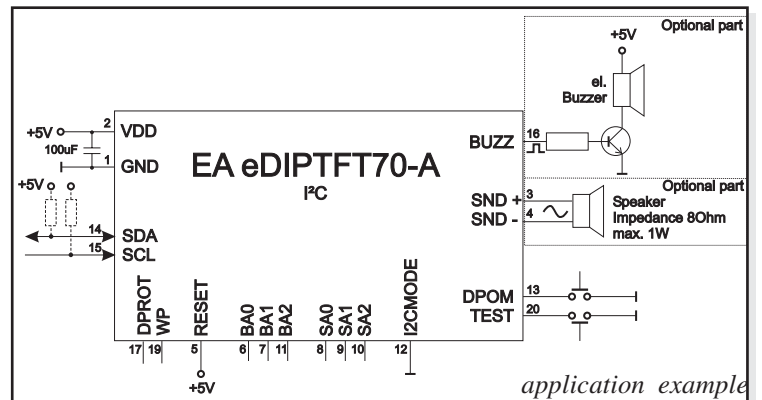 Optional part
+5V
el.
Buzzer
+5V
2
VDD
100uF
1
GND
EA eDIPTFT70-A
I²C
BUZZ
16
+5V
Optional part
SND +
3
SND -
4
Speaker
Impedance 8Ohm
max. 1W
14
SDA
15
SCL
DPOM
13
TEST
20
DPROT
WP
RESET
BA0
BA1
BA2
SA0
SA1
SA2
I2CMODE
17
19
5
6
7
11
8
9
10
12
+5V
application example